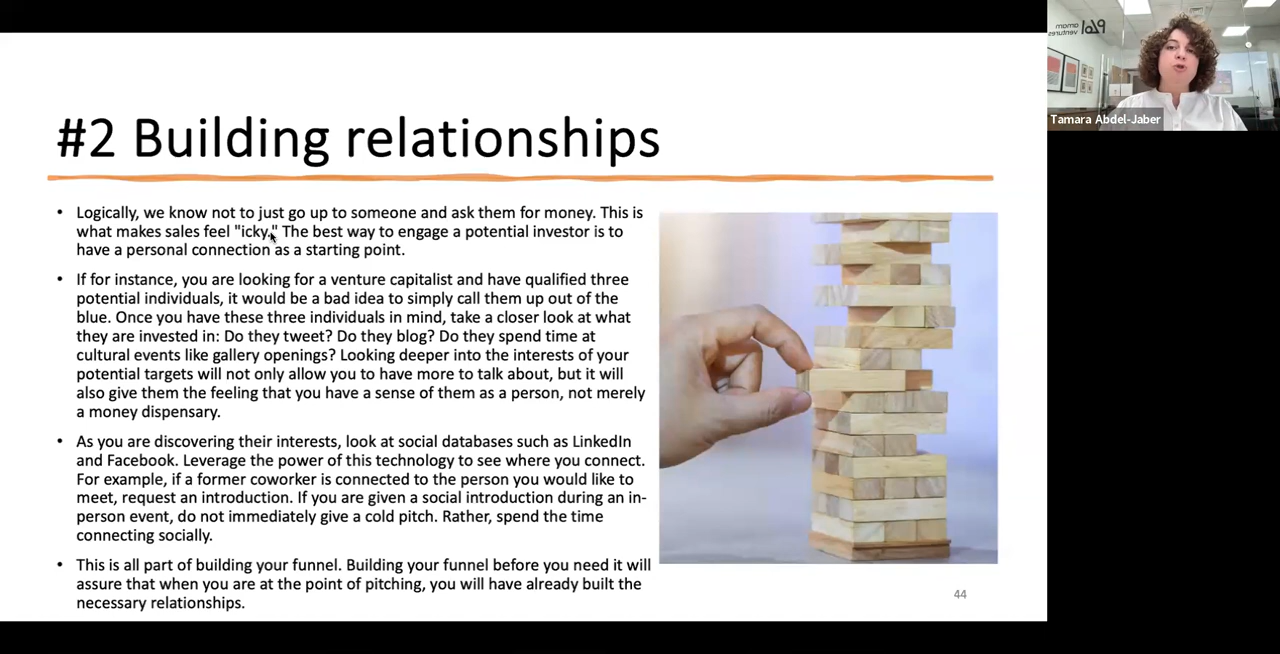 #2 Building relationships
• Logically, we know not to just go up to someone and ask them for money. This is
what makes sales feel "icky." The best way to engage a potential investor is to
have a personal connection as a starting point.
• If for instance, you are looking for a venture capitalist and have qualified three
potential individuals, it would be a bad idea to simply call them up out of the
blue. Once you have these three individuals in mind, take a closer look at what
they are invested in: Do they tweet? Do they blog? Do they spend time at
cultural events like gallery openings? Looking deeper into the interests of your
potential targets will not only allow you to have more to talk about, but it will
also give them the feeling that you have a sense of them as a person, not merely
a money dispensary.
• As you are discovering their interests, look at social databases such as LinkedIn
and Facebook. Leverage the power of this technology to see where you connect.
For example, if a former coworker is connected to the person you would like to
meet, request an introduction. If you are given a social introduction during an in-
person event, do not immediately give a cold pitch. Rather, spend the time
connecting socially.
• This is all part of building your funnel. Building your funnel before you need it will
assure that when you are at the point of pitching, you will have already built the
necessary relationships.
44
amam
ventures
Tamara Abdel-Jaber